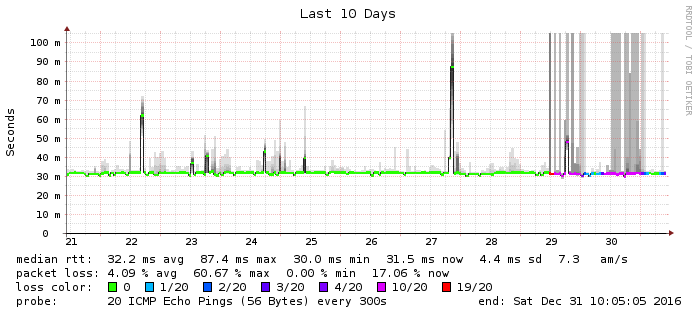 Last 10 Days
RRDTOOL / TOBI OETIKER
Seconds
100 m
90 m
80 m
70 m
60 m
50 m
40 m
30 m
20 m
10 m
0
21 22 23 24 25 26 27 28 29 30
median rtt: 32.2 ms avg 87.4 ms max 30.0 ms min 31.5 ms now 4.4 ms sd 7.3 am/s
packet loss: 4.09 % avg 60.67 % max 0.00 % min 17.06 % now
loss color: 0 1/20 2/20 3/20 4/20 10/20 19/20
probe: 20 ICMP Echo Pings (56 Bytes) every 300s end: Sat Dec 31 10:05:05 2016